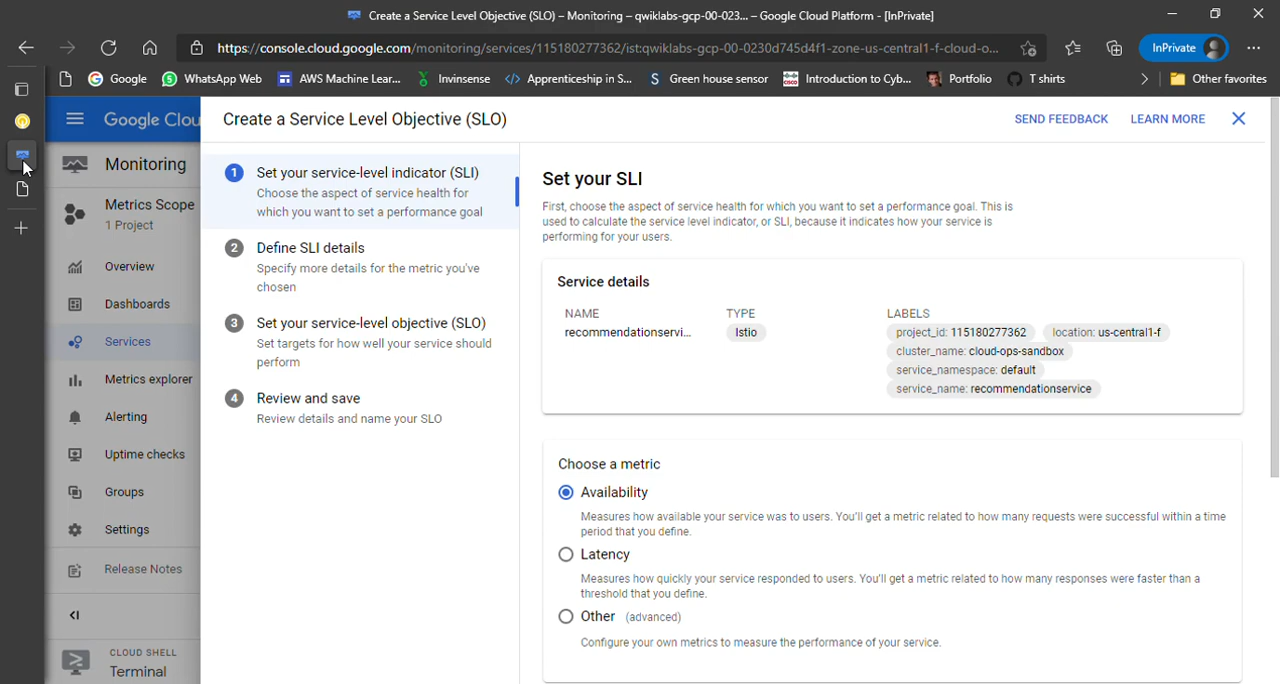 Create a Service Level Objective (SLO) – Monitoring – qwiklabs-gcp-00-023... – Google Cloud Platform - [InPrivate]
https://console.cloud.google.com/monitoring/services/115180277362/ist:qwiklabs-gcp-00-0230d745d4f1-zone-us-central1-f-cloud-o...
InPrivate
Google
WhatsApp Web
AWS Machine Lear...
Invinsense
Apprenticeship in S...
Green house sensor
Introduction to Cyb...
Portfolio
T shirts
Other favorites
Google Clou
Create a Service Level Objective (SLO)
SEND FEEDBACK
LEARN MORE
Monitoring
Metrics Scope
1 Project
Overview
Dashboards
Services
Metrics explorer
Alerting
Uptime checks
Groups
Settings
Release Notes
CLOUD SHELL
Terminal
1 Set your service-level indicator (SLI)
Choose the aspect of service health for
which you want to set a performance goal
2 Define SLI details
Specify more details for the metric you've
chosen
3 Set your service-level objective (SLO)
Set targets for how well your service should
perform
4 Review and save
Review details and name your SLO
Set your SLI
First, choose the aspect of service health for which you want to set a performance goal. This is
used to calculate the service level indicator, or SLI, because it indicates how your service is
performing for your users.
Service details
NAME
recommendationservi...
TYPE
Istio
LABELS
project_id: 115180277362 location: us-central1-f
cluster_name: cloud-ops-sandbox
service_namespace: default
service_name: recommendationservice
Choose a metric
Availability
Measures how available your service was to users. You'll get a metric related to how many requests were successful within a time
period that you define.
Latency
Measures how quickly your service responded to users. You'll get a metric related to how many responses were faster than a
threshold that you define.
Other (advanced)
Configure your own metrics to measure the performance of your service.